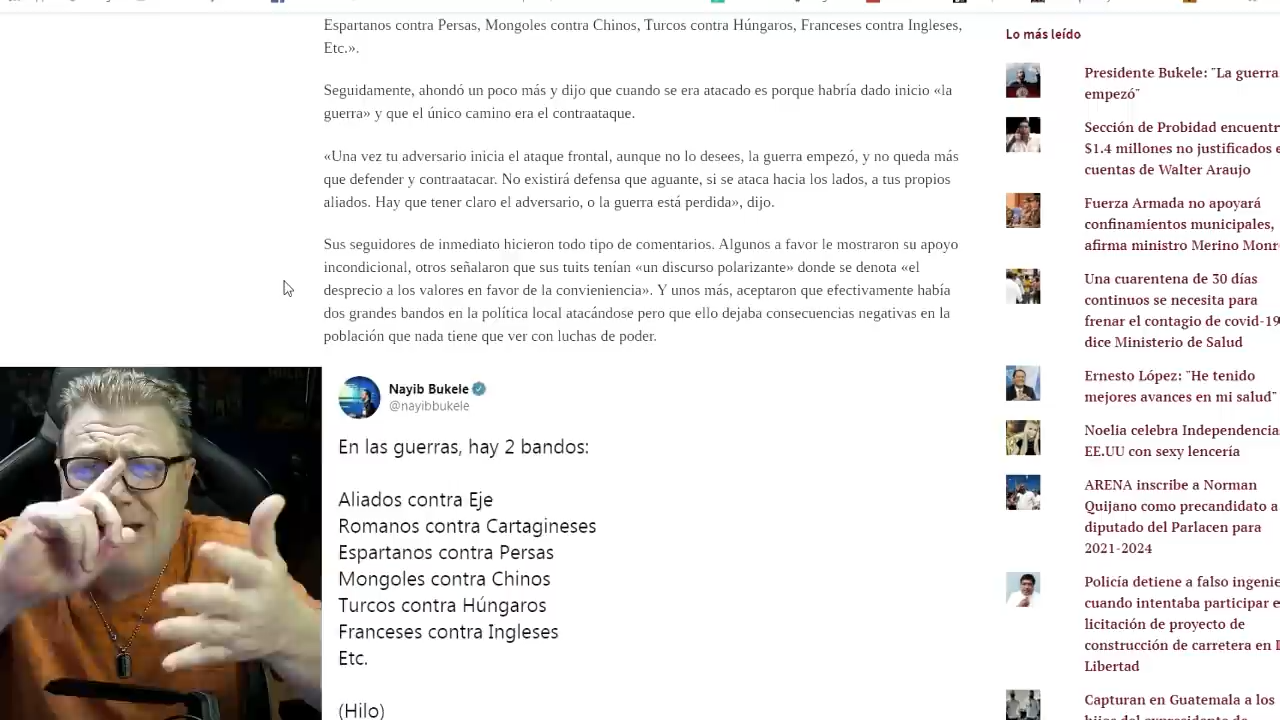 Espartanos contra Persas, Mongoles contra Chinos, Turcos contra Húngaros, Franceses contra Ingleses,
Etc.».
Seguidamente, ahondó un poco más y dijo que cuando se era atacado es porque habría dado inicio «la
guerra» y que el único camino era el contraataque.
«Una vez tu adversario inicia el ataque frontal, aunque no lo desees, la guerra empezó, y no queda más
que defender y contraatacar. No existirá defensa que aguante, si se ataca hacia los lados, a tus propios
aliados. Hay que tener claro el adversario, o la guerra está perdida», dijo.
Sus seguidores de inmediato hicieron todo tipo de comentarios. Algunos a favor le mostraron su apoyo
incondicional, otros señalaron que sus tuits tenían «un discurso polarizante» donde se denota «el
desprecio a los valores en favor de la convieniencia». Y unos más, aceptaron que efectivamente había
dos grandes bandos en la política local atacándose pero que ello dejaba consecuencias negativas en la
población que nada tiene que ver con luchas de poder.
Nayib Bukele
@nayibbukele
En las guerras, hay 2 bandos:
Aliados contra Eje
Romanos contra Cartagineses
Espartanos contra Persas
Mongoles contra Chinos
Turcos contra Húngaros
Franceses contra Ingleses
Etc.
(Hilo)
Lo más leído
Presidente Bukele: "La guerra
empezó"
Sección de Probidad encuentr
$1.4 millones no justificados e
cuentas de Walter Araujo
Fuerza Armada no apoyará
confinamientos municipales,
afirma ministro Merino Monr
Una cuarentena de 30 días
continuos se necesita para
frenar el contagio de covid-19
dice Ministerio de Salud
Ernesto López: "He tenido
mejores avances en mi salud"
Noelia celebra Independencia
EE.UU con sexy lencería
ARENA inscribe a Norman
Quijano como precandidato a
diputado del Parlacen para
2021-2024
Policía detiene a falso ingenie
cuando intentaba participar e
licitación de proyecto de
construcción de carretera en
Libertad
Capturan en Guatemala a los